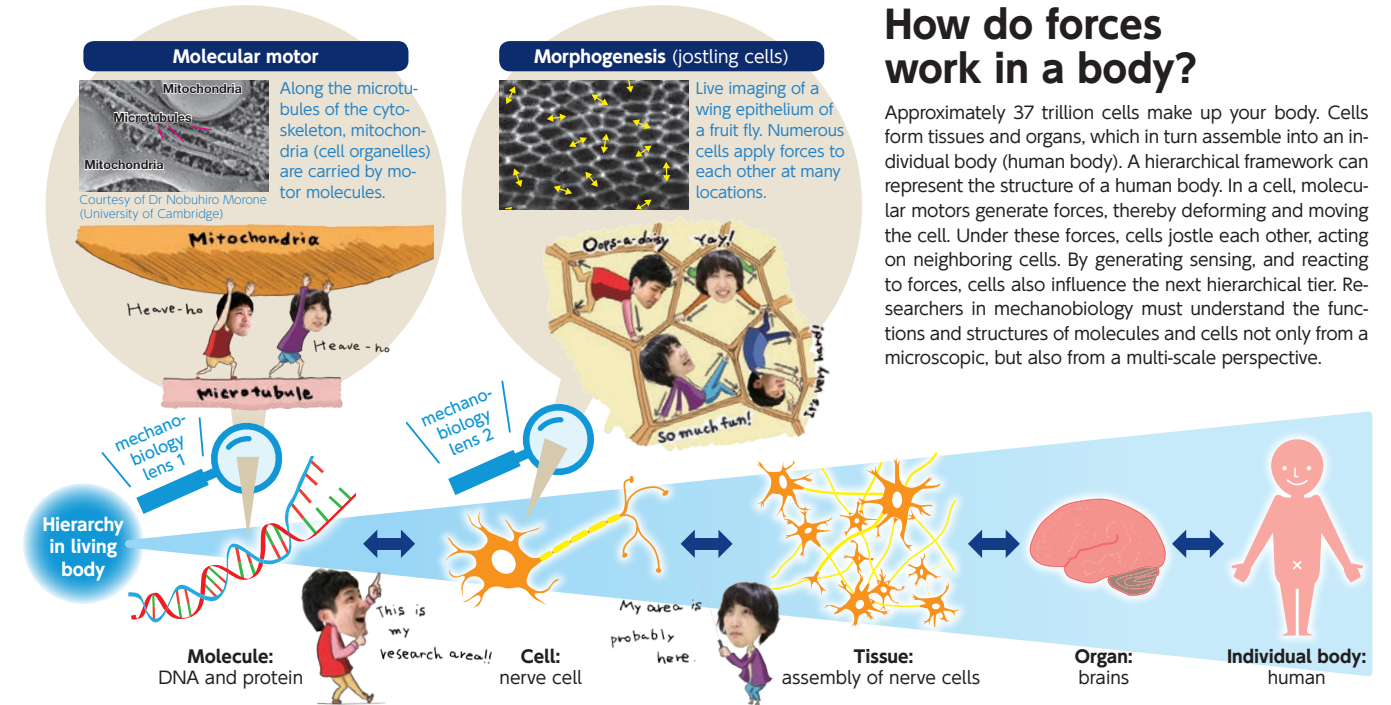 How do forces
work in a body?
Approximately 37 trillion cells make up your body. Cells
form tissues and organs, which in turn assemble into an in-
dividual body (human body). A hierarchical framework can
represent the structure of a human body. In a cell, molecu-
lar motors generate forces, thereby deforming and moving
the cell. Under these forces, cells jostle each other, acting
on neighboring cells. By generating sensing, and reacting
to forces, cells also influence the next hierarchical tier. Re-
searchers in mechanobiology must understand the func-
tions and structures of molecules and cells not only from a
microscopic, but also from a multi-scale perspective.
Molecular motor
Mitochondria
Microtubules
Mitochondria
Courtesy of Dr Nobuhiro Morone
(University of Cambridge)
Along the microtu-
bules of the cyto-
skeleton, mitochon-
dria (cell organelles)
are carried by mo-
tor molecules.
Mitochondria
Heave-ho
Heave-ho
Microtubule
mechano-
biology
lens 1
Morphogenesis (jostling cells)
Live imaging of a
wing epithelium of
a fruit fly. Numerous
cells apply forces to
each other at many
locations.
Oops-a-daisy
Yay!
It's very hard!
So much fun!
mechano-
biology
lens 2
Hierarchy
in living
body
This is
my
research area!!
My area is
probably
here.
Molecule:
DNA and protein
Cell:
nerve cell
Tissue:
assembly of nerve cells
Organ:
brains
Individual body:
human